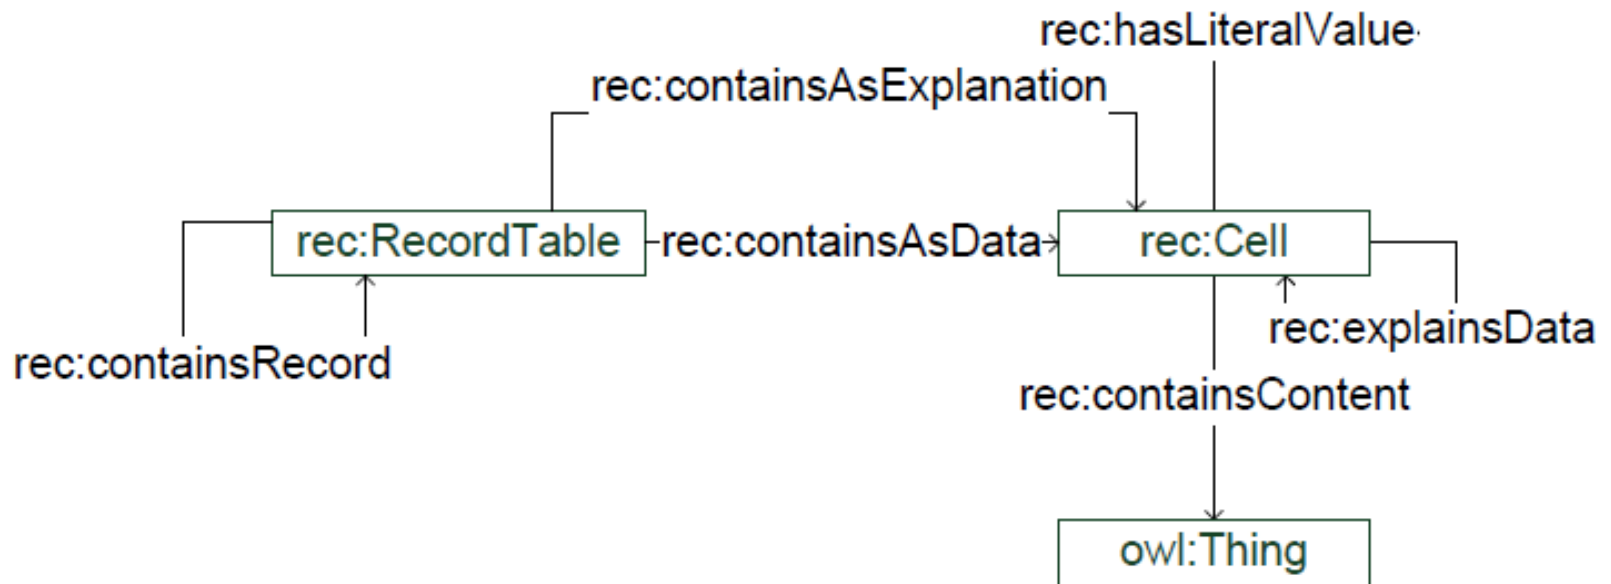 rec:hasLiteralValue
rec:containsAsExplanation
rec:RecordTable
rec:containsAsData
rec:Cell
rec:explainsData
rec:containsRecord
rec:containsContent
owl:Thing